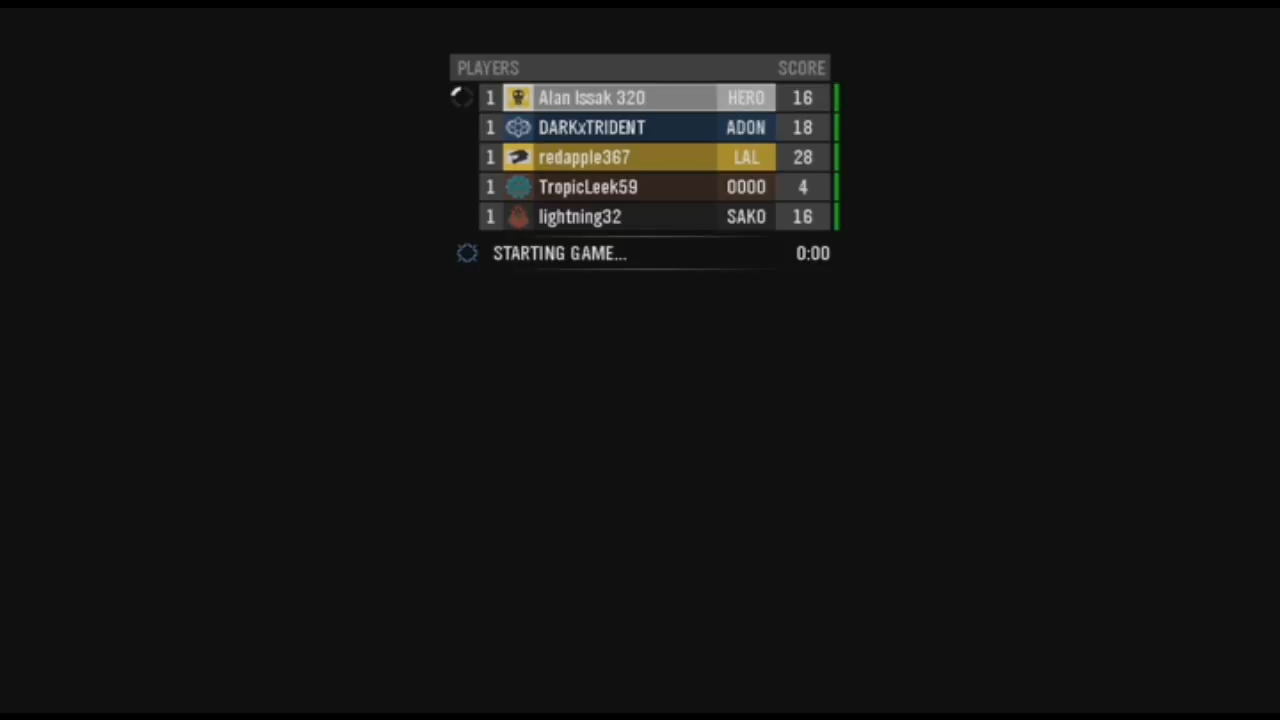 PLAYERS SCORE
1 Alan Issak 320 HERO 16
1 DARKxTRIDENT ADON 18
1 redapple367 LAL 28
1 TropicLeek59 OOOO 4
1 lightning32 SAKO 16
STARTING GAME... 0:00